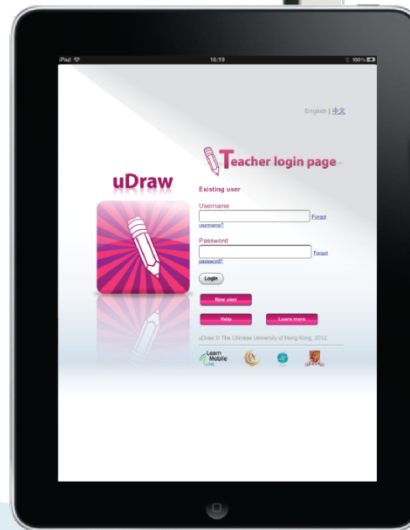 iPad 16:19 100%
English | 中文
Teacher login page
uDraw
Existing user
Username
Forgot
username?
Password
Forgot
password?
Login
New user
Help Learn more
uDraw © The Chinese University of Hong Kong, 2012.
Learn
Mobile